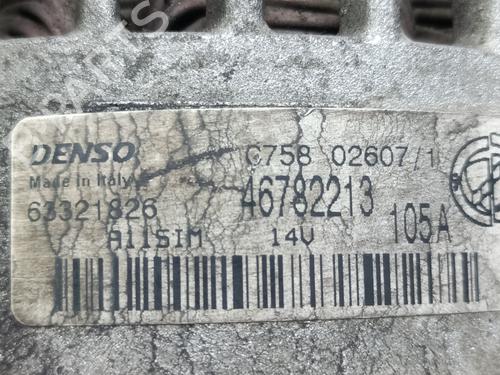 DENSO C758 02607/1
Made in Italy 46782213
63321826 105A
A115IM 14V